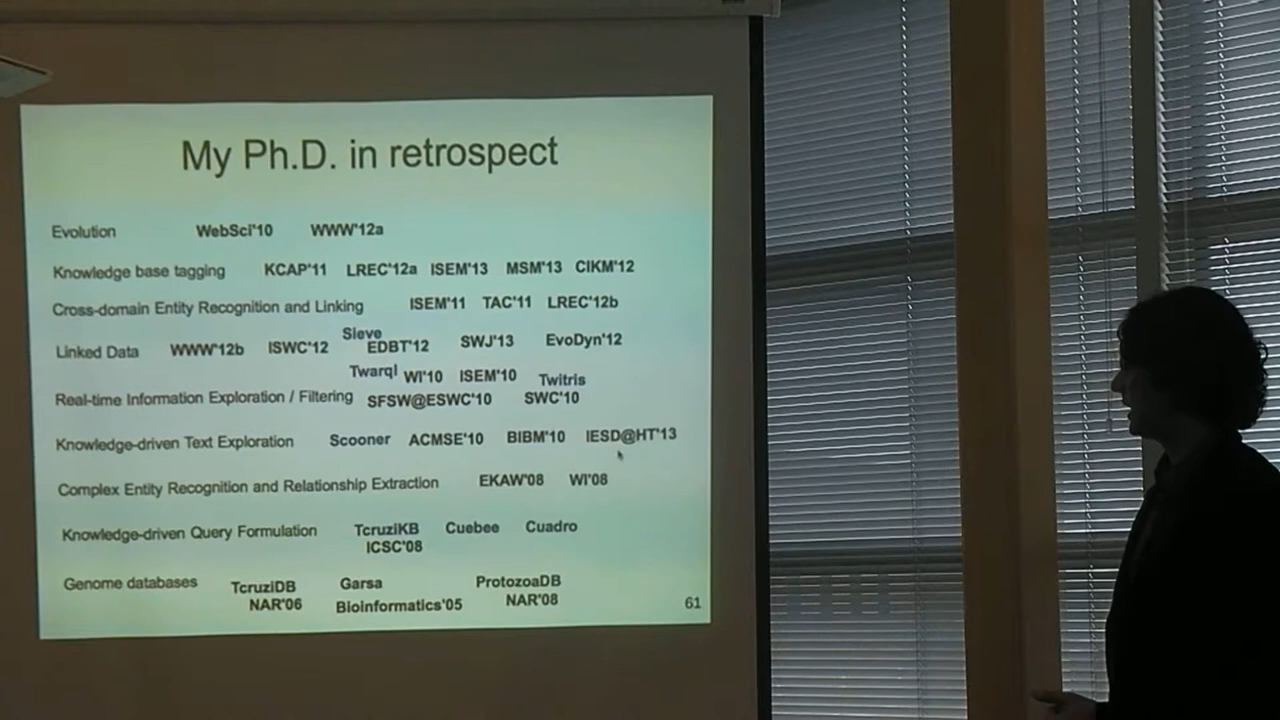 My Ph.D. in retrospect
Evolution WebSci'10 WWW'12a
Knowledge base tagging KCAP'11 LREC'12a ISEM'13 MSM'13 CIKM'12
Cross-domain Entity Recognition and Linking ISEM'11 TAC'11 LREC'12b
Sieve
Linked Data WWW'12b ISWC'12 EDBT'12 SWJ'13 EvoDyn'12
Twarql WI'10 ISEM'10 Twitris
Real-time Information Exploration / Filtering SFSW@ESWC'10 SWC'10
Knowledge-driven Text Exploration Scooner ACMSE'10 BIBM'10 IESD@HT'13
Complex Entity Recognition and Relationship Extraction EKAW'08 WI'08
Knowledge-driven Query Formulation TcruziKB Cuebee Cuadro
ICSC'08
Genome databases TcruziDB Garsa ProtozoaDB
NAR'06 Bioinformatics'05 NAR'08
61